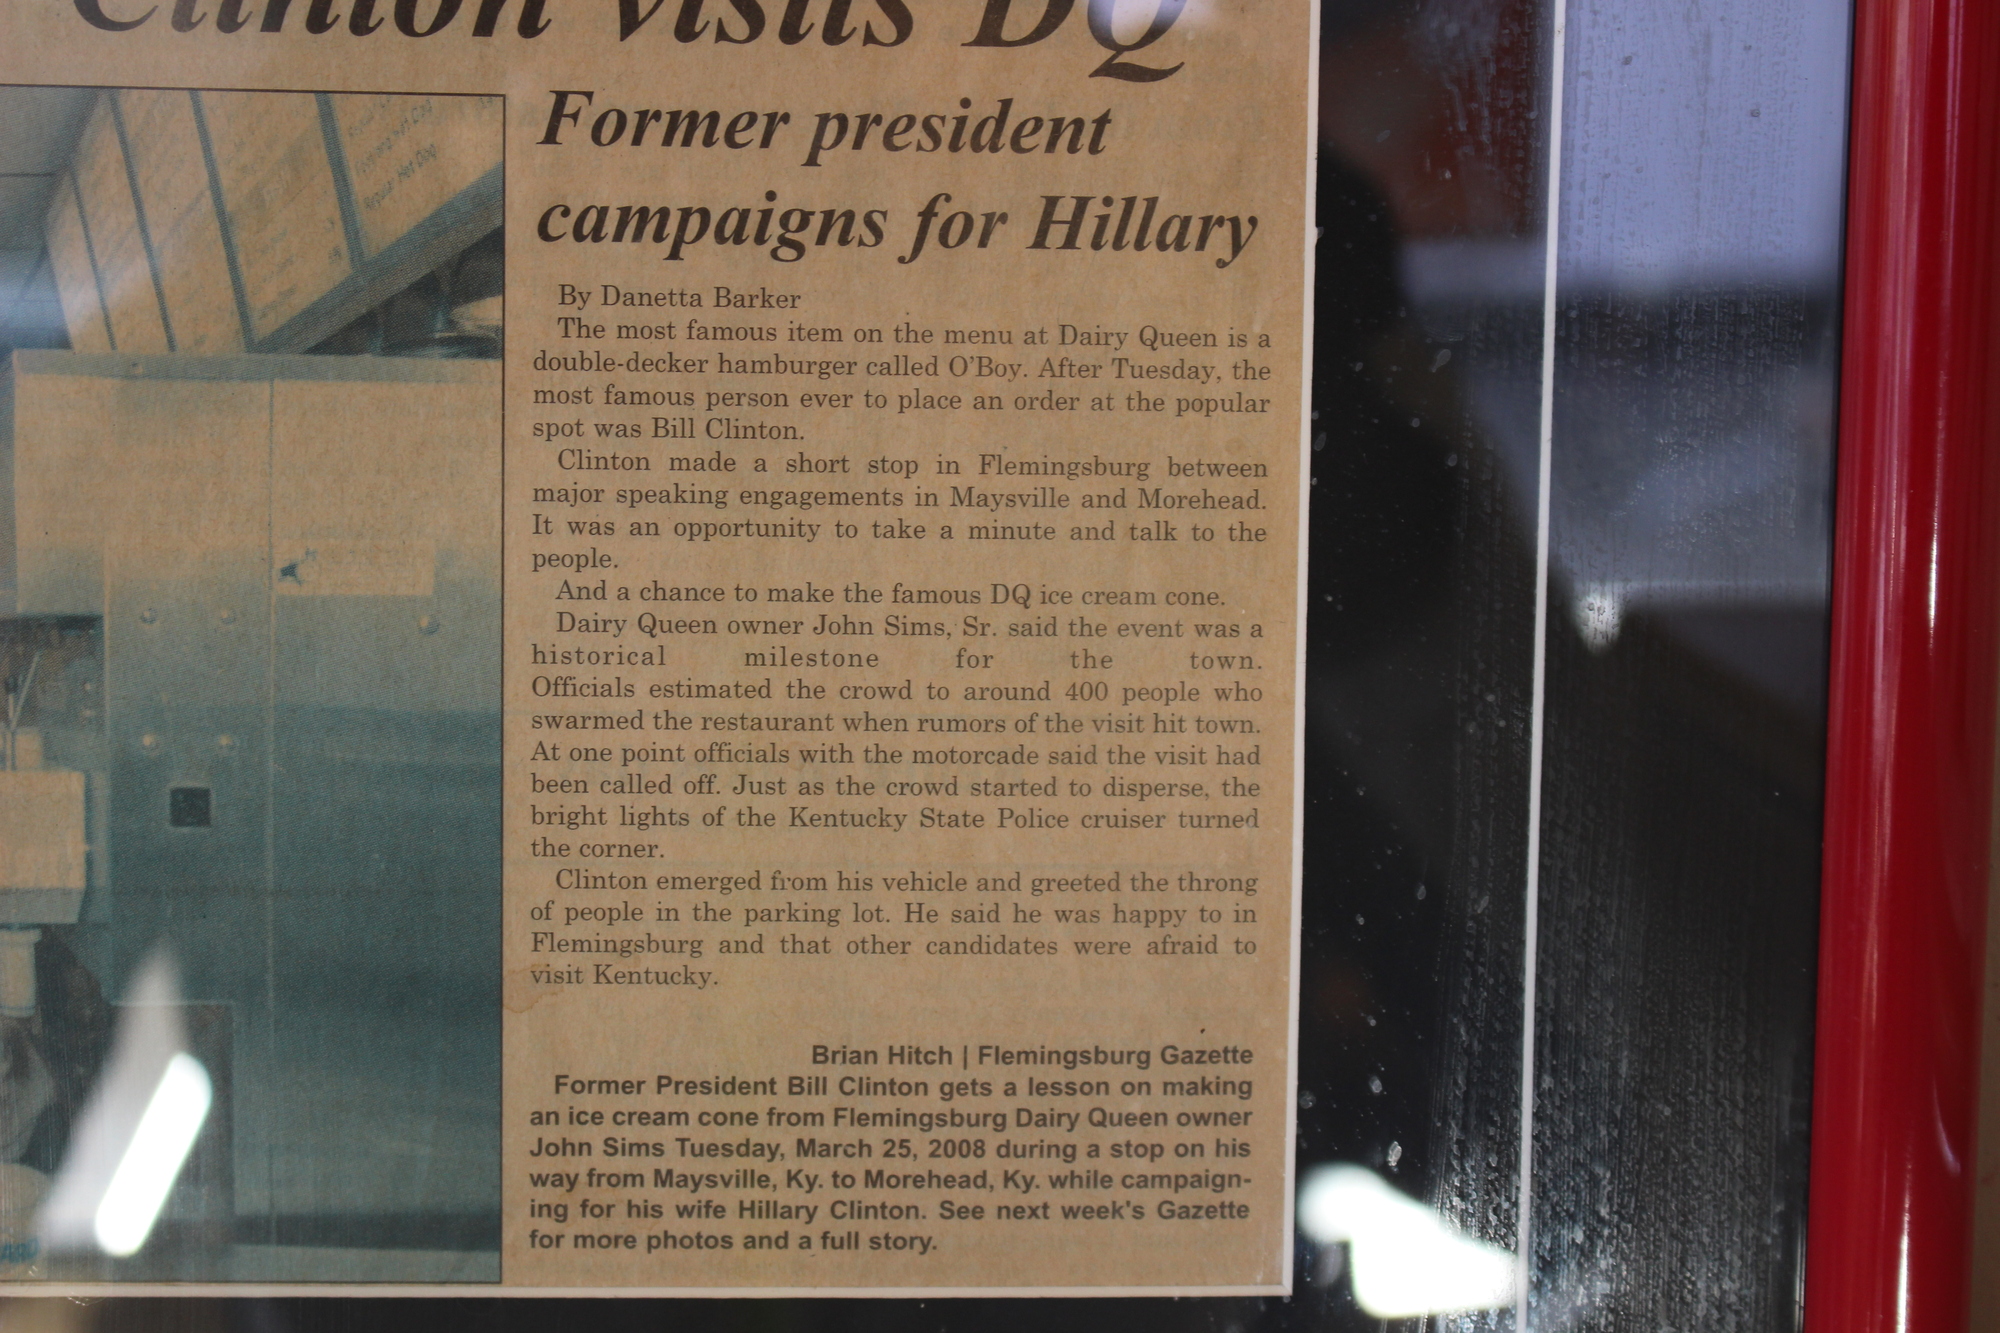 Clinton visits DQ
Former president
campaigns for Hillary
By Danetta Barker
The most famous item on the menu at Dairy Queen is a
double-decker hamburger called O'Boy. After Tuesday, the
most famous person ever to place an order at the popular
spot was Bill Clinton.
Clinton made a short stop in Flemingsburg between
major speaking engagements in Maysville and Morehead.
It was an opportunity to take a minute and talk to the
people.
And a chance to make the famous DQ ice cream cone.
Dairy Queen owner John Sims, Sr. said the event was a
historical milestone for the town.
Officials estimated the crowd to around 400 people who
swarmed the restaurant when rumors of the visit hit town.
At one point officials with the motorcade said the visit had
been called off. Just as the crowd started to disperse, the
bright lights of the Kentucky State Police cruiser turned
the corner.
Clinton emerged from his vehicle and greeted the throng
of people in the parking lot. He said he was happy to in
Flemingsburg and that other candidates were afraid to
visit Kentucky.
Brian Hitch | Flemingsburg Gazette
Former President Bill Clinton gets a lesson on making
an ice cream cone from Flemingsburg Dairy Queen owner
John Sims Tuesday, March 25, 2008 during a stop on his
way from Maysville, Ky. to Morehead, Ky. while campaign-
ing for his wife Hillary Clinton. See next week's Gazette
for more photos and a full story.
Regular Hot Dog